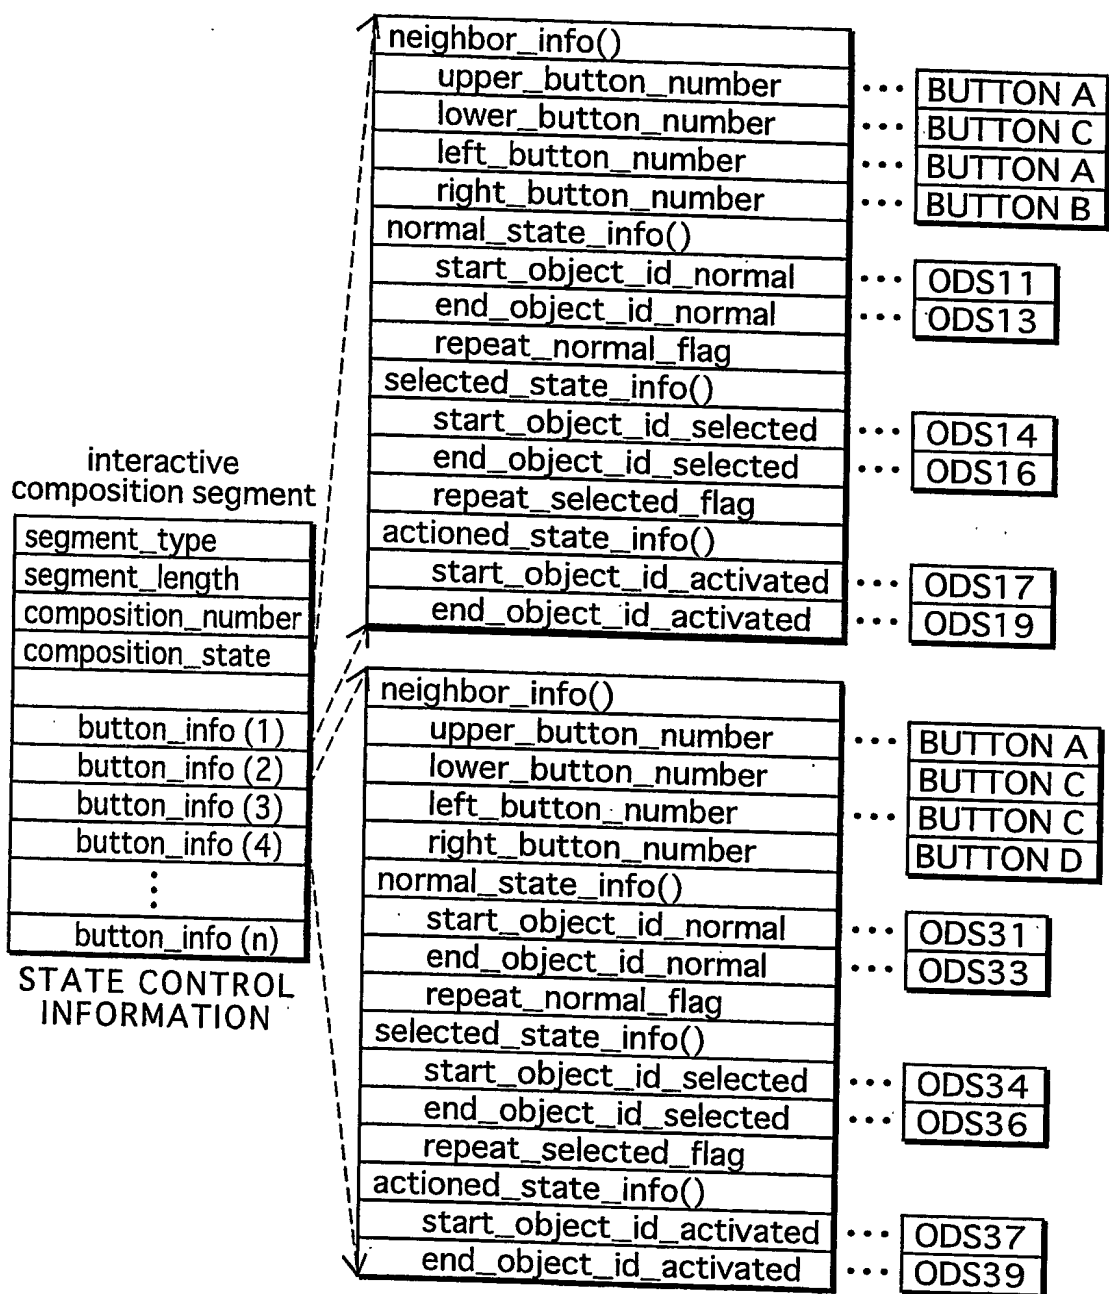 neighbor_info()
upper_button_number ••• BUTTON A
lower_button_number ••• BUTTON C
left_button_number ••• BUTTON A
right_button_number ••• BUTTON B
normal_state_info()
start_object_id_normal ••• ODS11
end_object_id_normal ••• ODS13
repeat_normal_flag
selected_state_info()
start_object_id_selected ••• ODS14
end_object_id_selected ••• ODS16
repeat_selected_flag
actioned_state_info()
start_object_id_activated ••• ODS17
end_object_id_activated ••• ODS19
interactive
composition segment
segment_type
segment_length
composition_number
composition_state
button_info (1)
button_info (2)
button_info (3)
button_info (4)
⋮
button_info (n)
STATE CONTROL
INFORMATION
neighbor_info()
upper_button_number ••• BUTTON A
lower_button_number BUTTON C
left_button_number ••• BUTTON C
right_button_number BUTTON D
normal_state_info()
start_object_id_normal ••• ODS31
end_object_id_normal ••• ODS33
repeat_normal_flag
selected_state_info()
start_object_id_selected ••• ODS34
end_object_id_selected ••• ODS36
repeat_selected_flag
actioned_state_info()
start_object_id_activated ••• ODS37
end_object_id_activated ••• ODS39